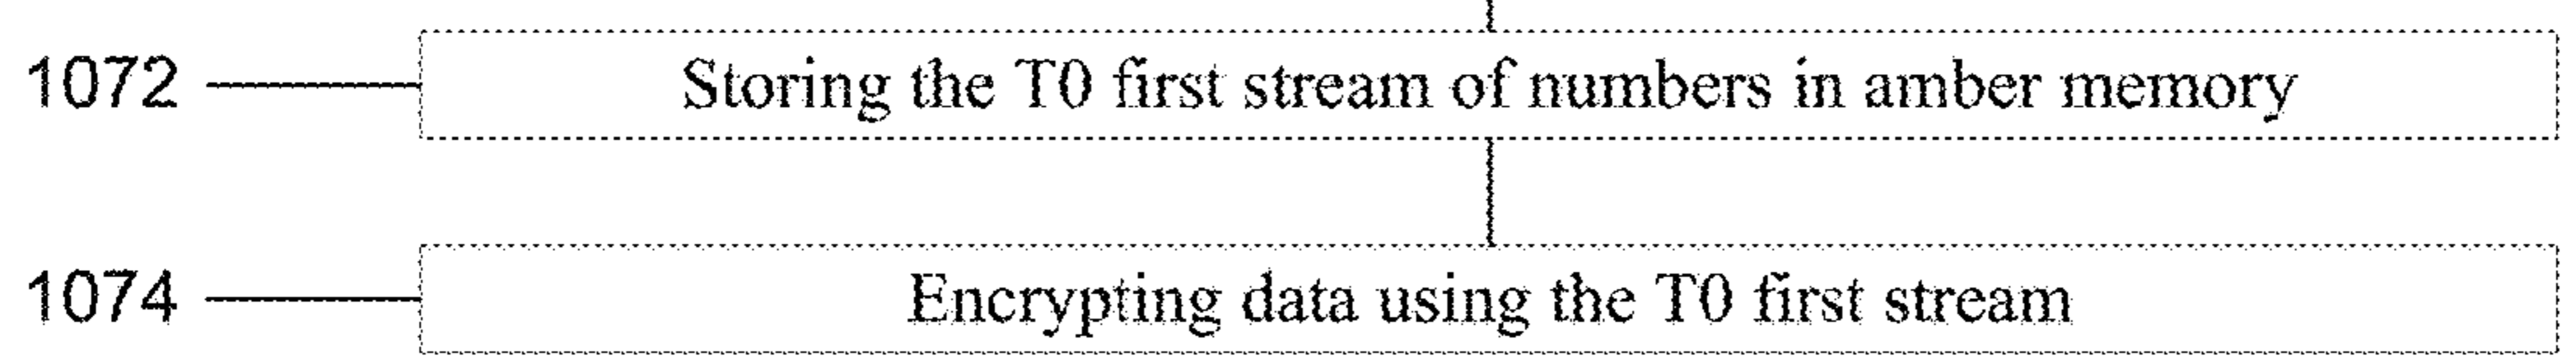 1072 Storing the T0 first stream of numbers in amber memory
1074 Encrypting data using the T0 first stream